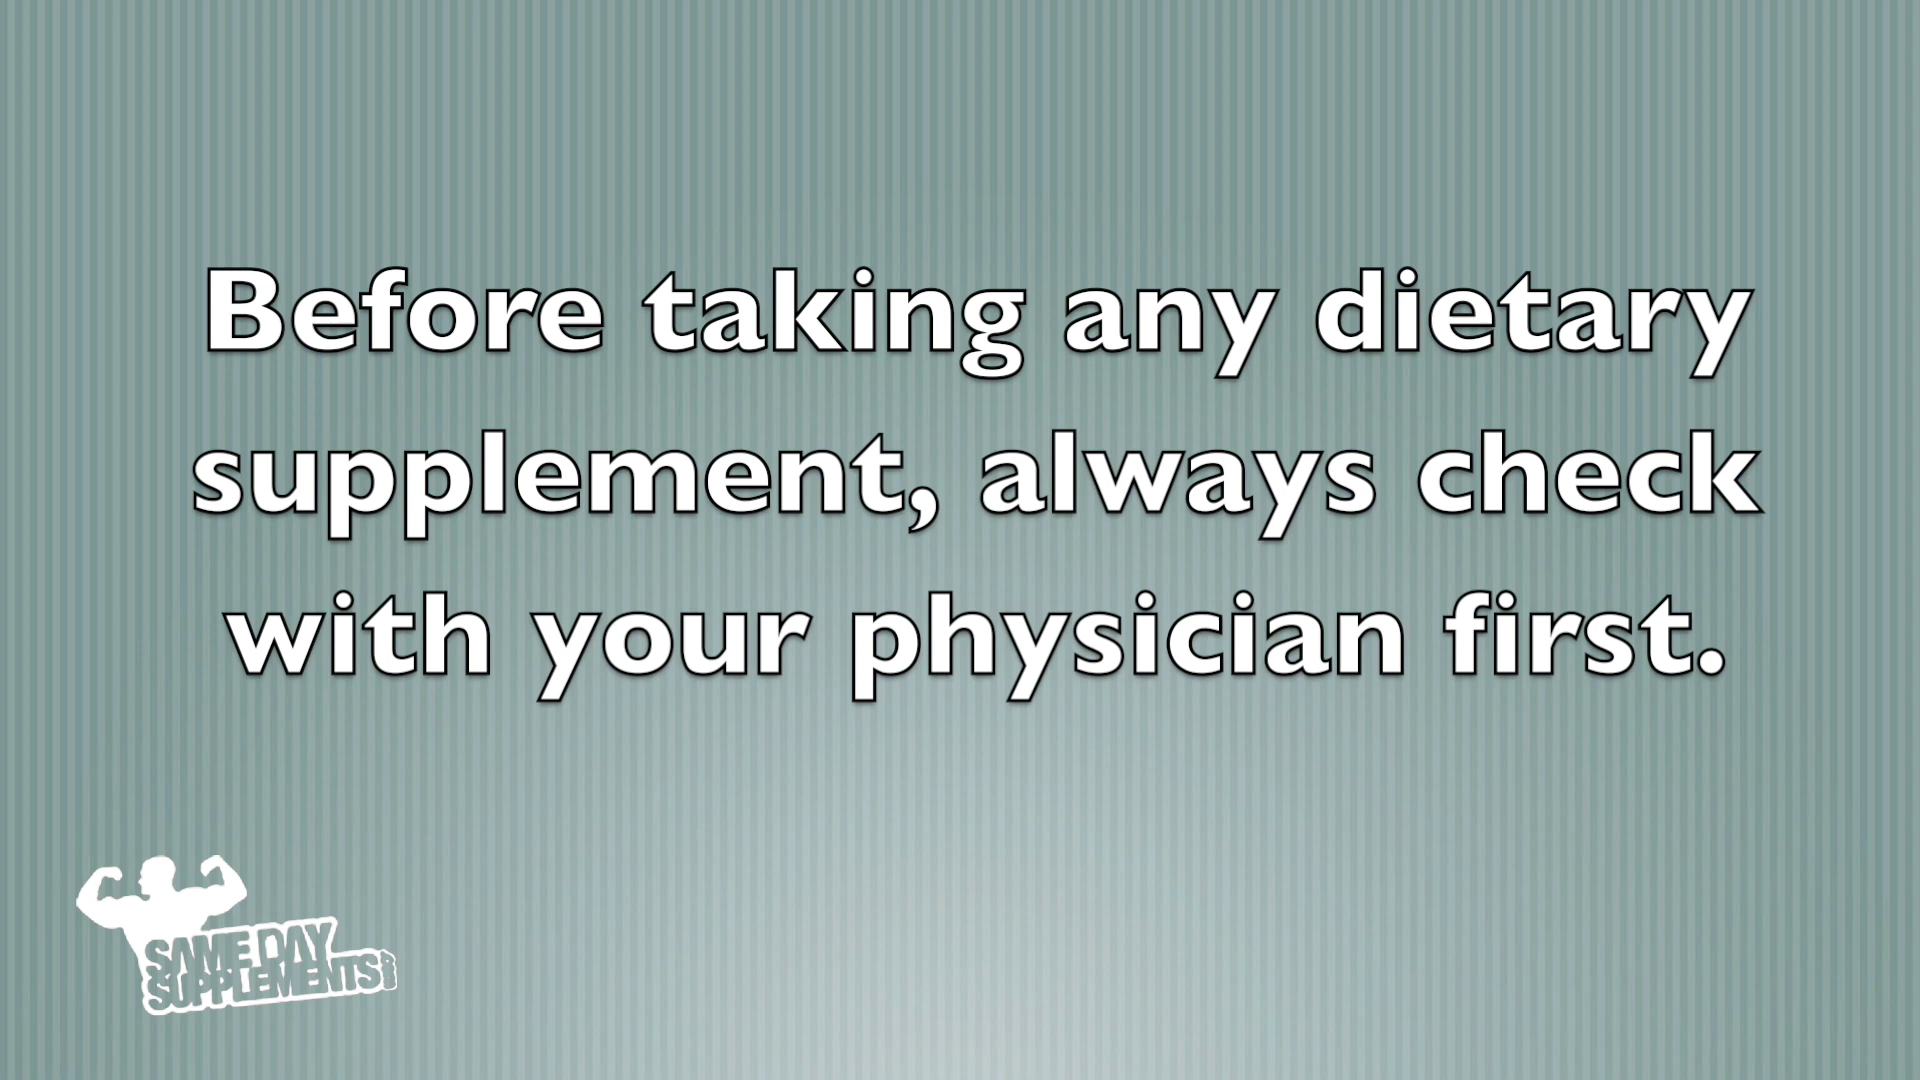 Before taking any dietary
supplement, always check
with your physician first.
SAME DAY
SUPPLEMENTS